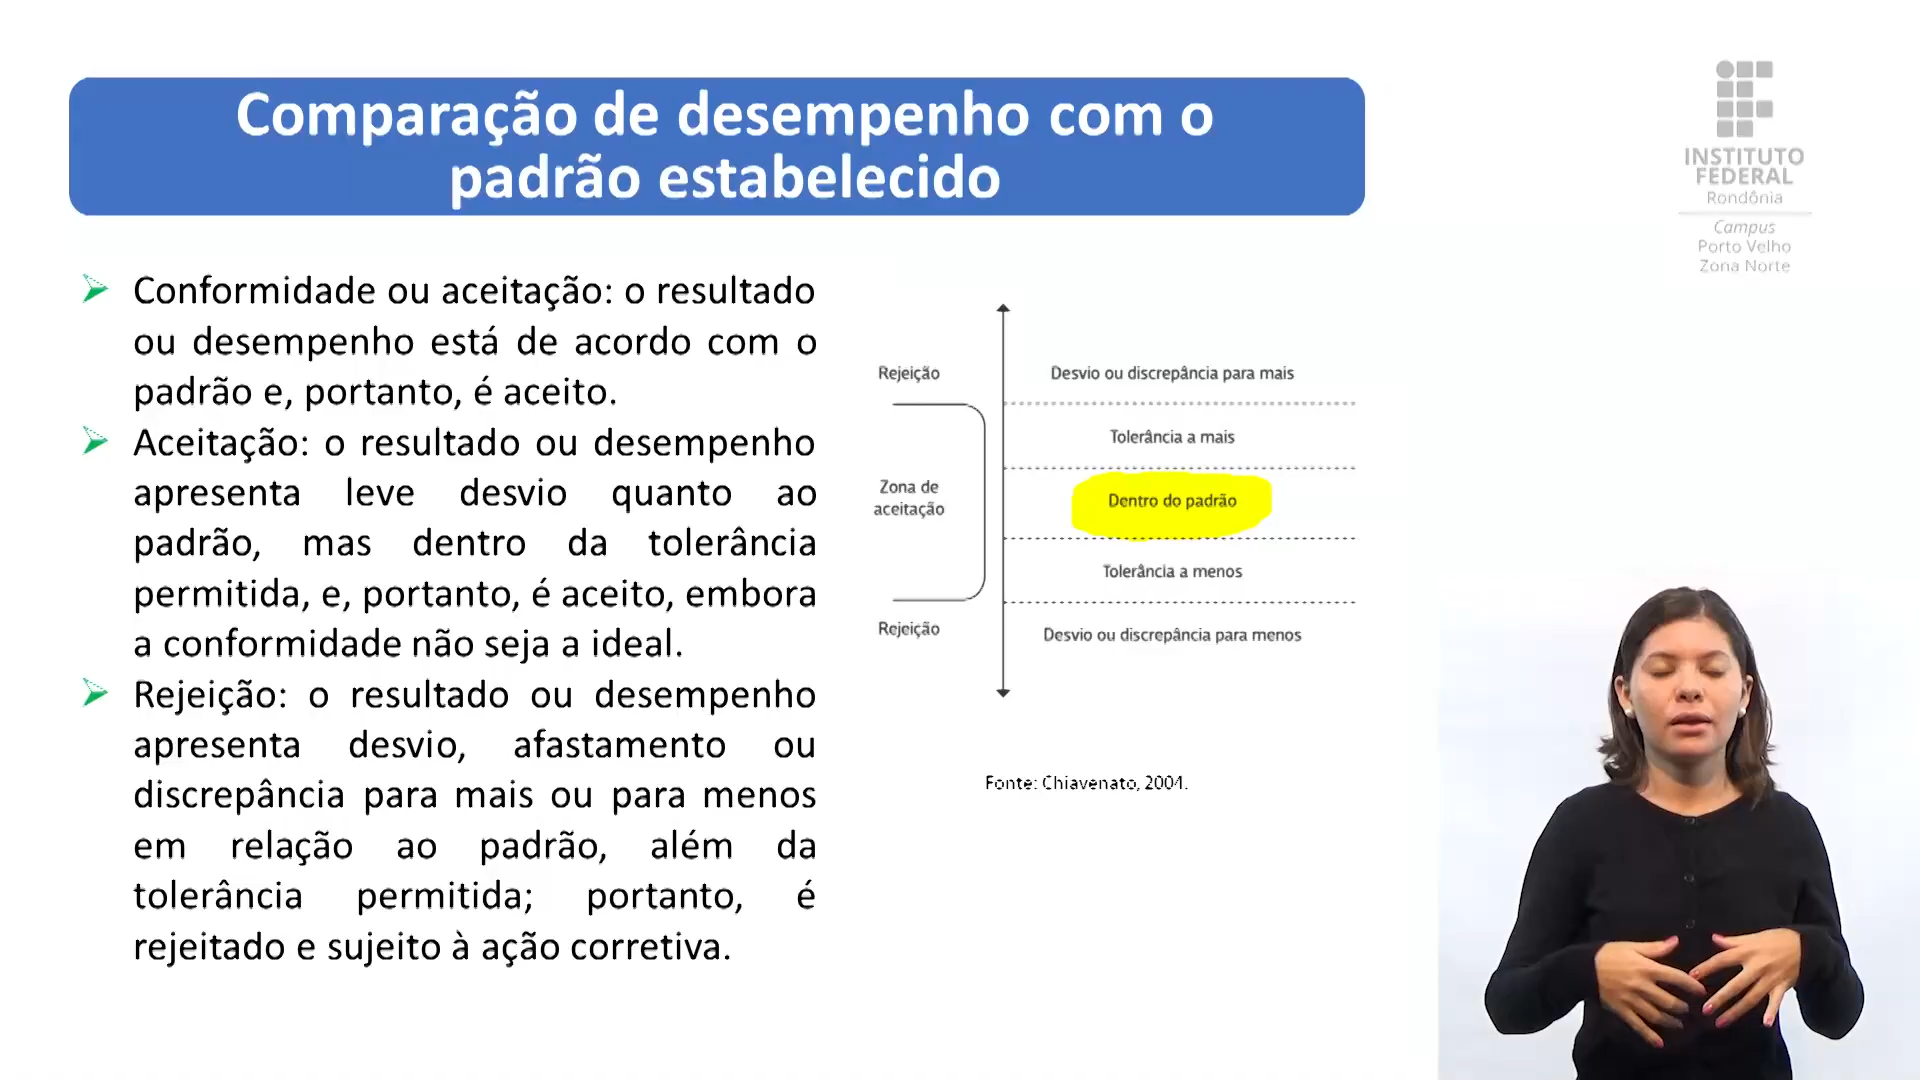 Comparação de desempenho com o
padrão estabelecido
INSTITUTO
FEDERAL
Rondônia
Campus
Porto Velho
Zona Norte
Conformidade ou aceitação: o resultado
ou desempenho está de acordo com o
padrão e, portanto, é aceito.
Aceitação: o resultado ou desempenho
apresenta leve desvio quanto ao
padrão, mas dentro da tolerância
permitida, e, portanto, é aceito, embora
a conformidade não seja a ideal.
Rejeição: o resultado ou desempenho
apresenta desvio, afastamento ou
discrepância para mais ou para menos
em relação ao padrão, além da
tolerância permitida; portanto, é
rejeitado e sujeito à ação corretiva.
Rejeição
Desvio ou discrepância para mais
Tolerância a mais
Zona de
aceitação
Dentro do padrão
Tolerância a menos
Rejeição
Desvio ou discrepância para menos
Fonte: Chiavenato, 2004.